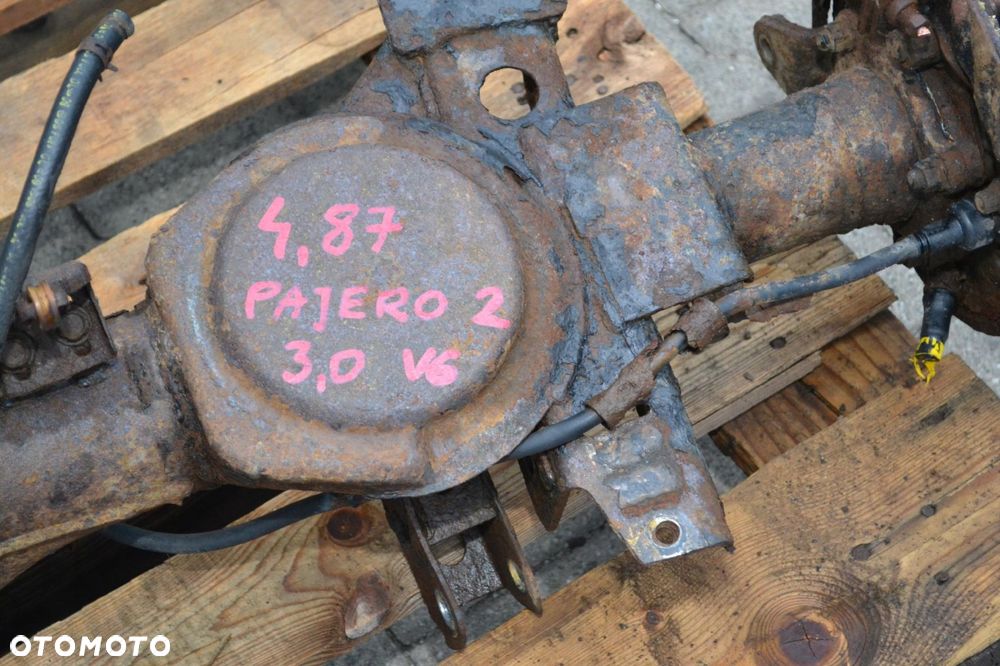 4,87
PAJERO 2
3,0 V6
OTOMOTO